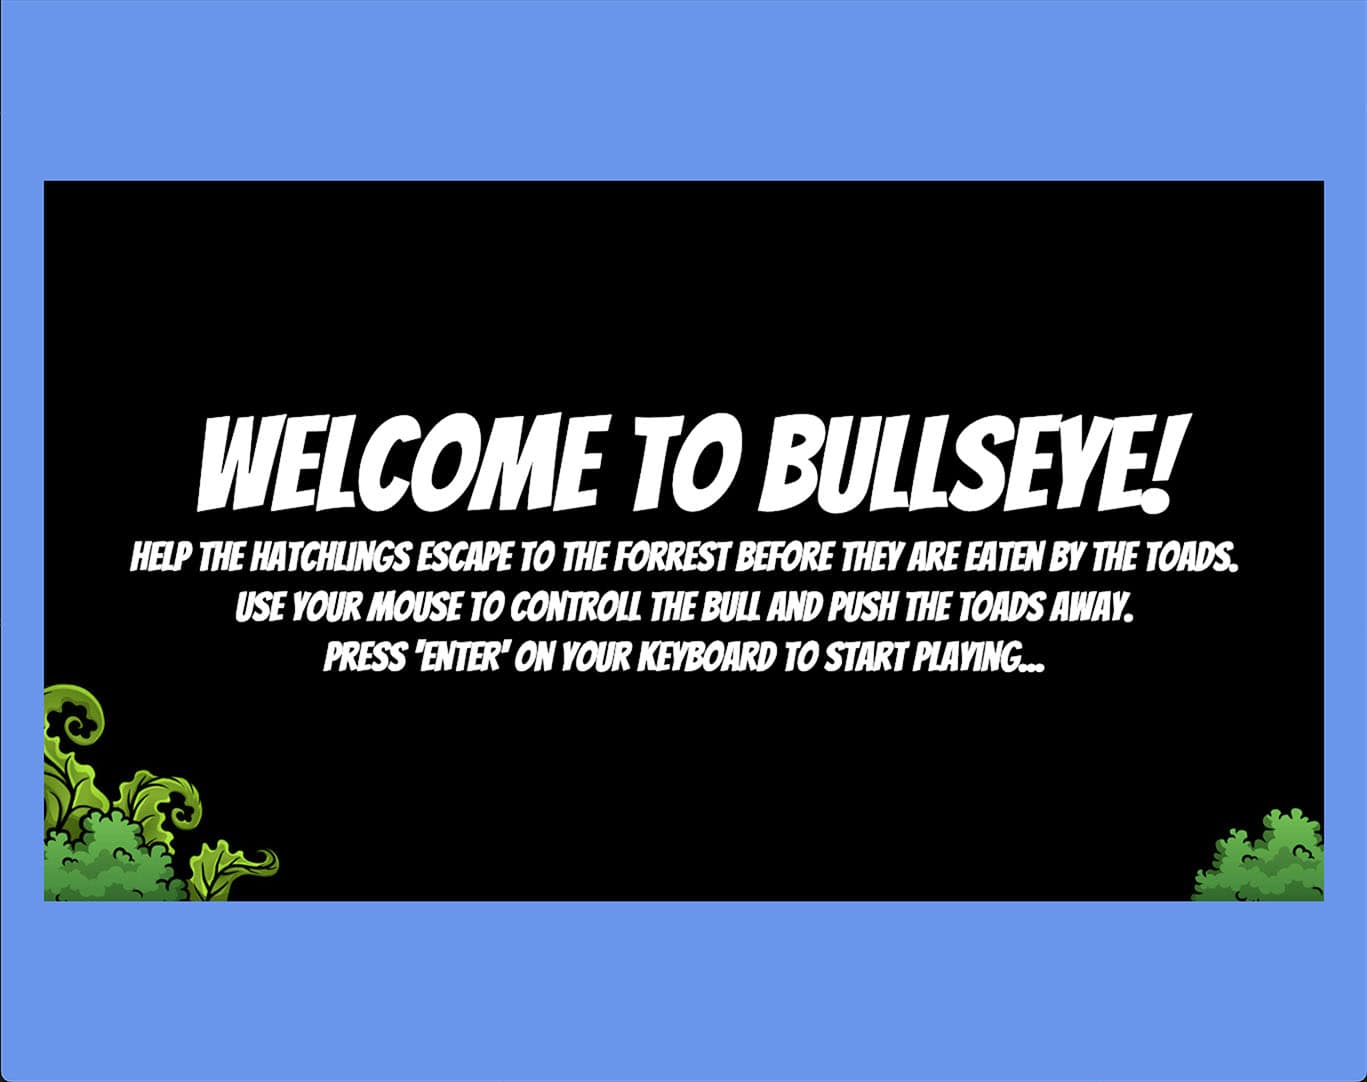 WELCOME TO BULLSEYE!
HELP THE HATCHLINGS ESCAPE TO THE FORREST BEFORE THEY ARE EATEN BY THE TOADS.
USE YOUR MOUSE TO CONTROLL THE BULL AND PUSH THE TOADS AWAY.
PRESS 'ENTER' ON YOUR KEYBOARD TO START PLAYING...